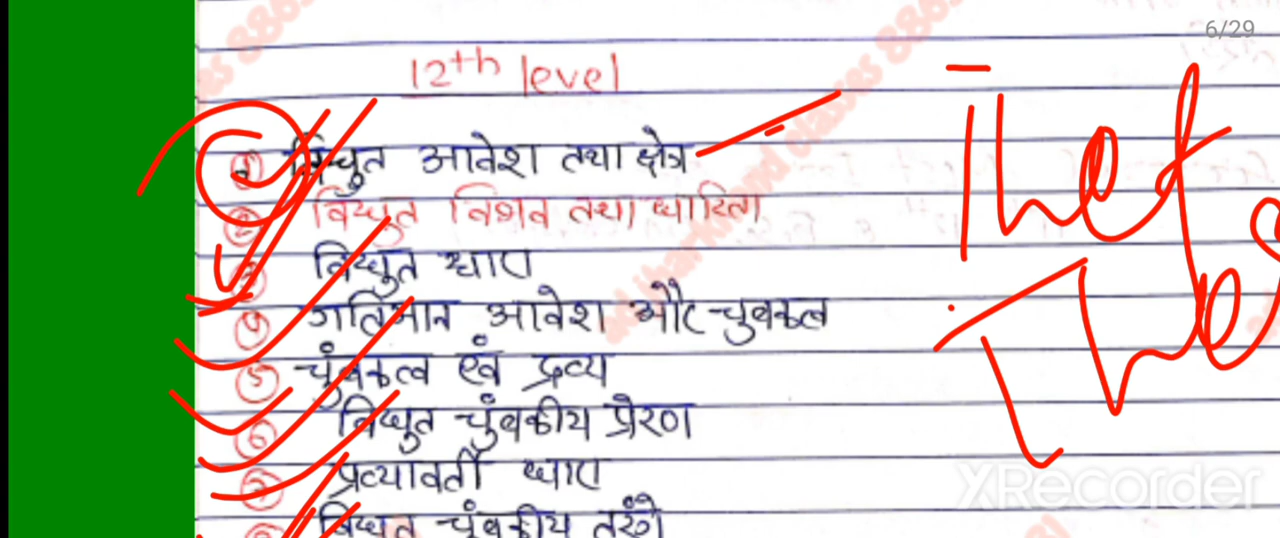 6/29
12th level
① विद्युत आवेश तथा क्षेत्र
② विद्युत विभव तथा धारिता
विद्युत धारा
④ गतिमान आवेश और चुंबकत्व
⑤ चुंबकत्व एवं द्रव्य
⑥ विद्युत चुंबकीय प्रेरण
⑦ प्रत्यावर्ती धारा
विद्युत चुंबकीय तरंगे
XRecorder